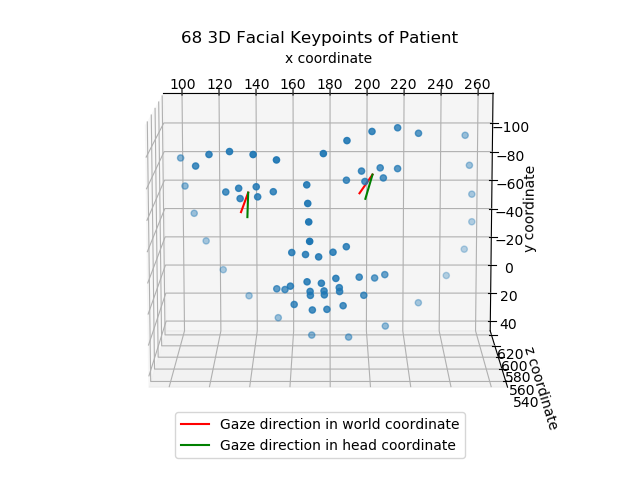 68 3D Facial Keypoints of Patient
x coordinate
100 120 140 160 180 200 220 240 260
−100
−80
−60
−40
−20
0
20
40
y coordinate
620
600
580
560
540
z coordinate
Gaze direction in world coordinate
Gaze direction in head coordinate